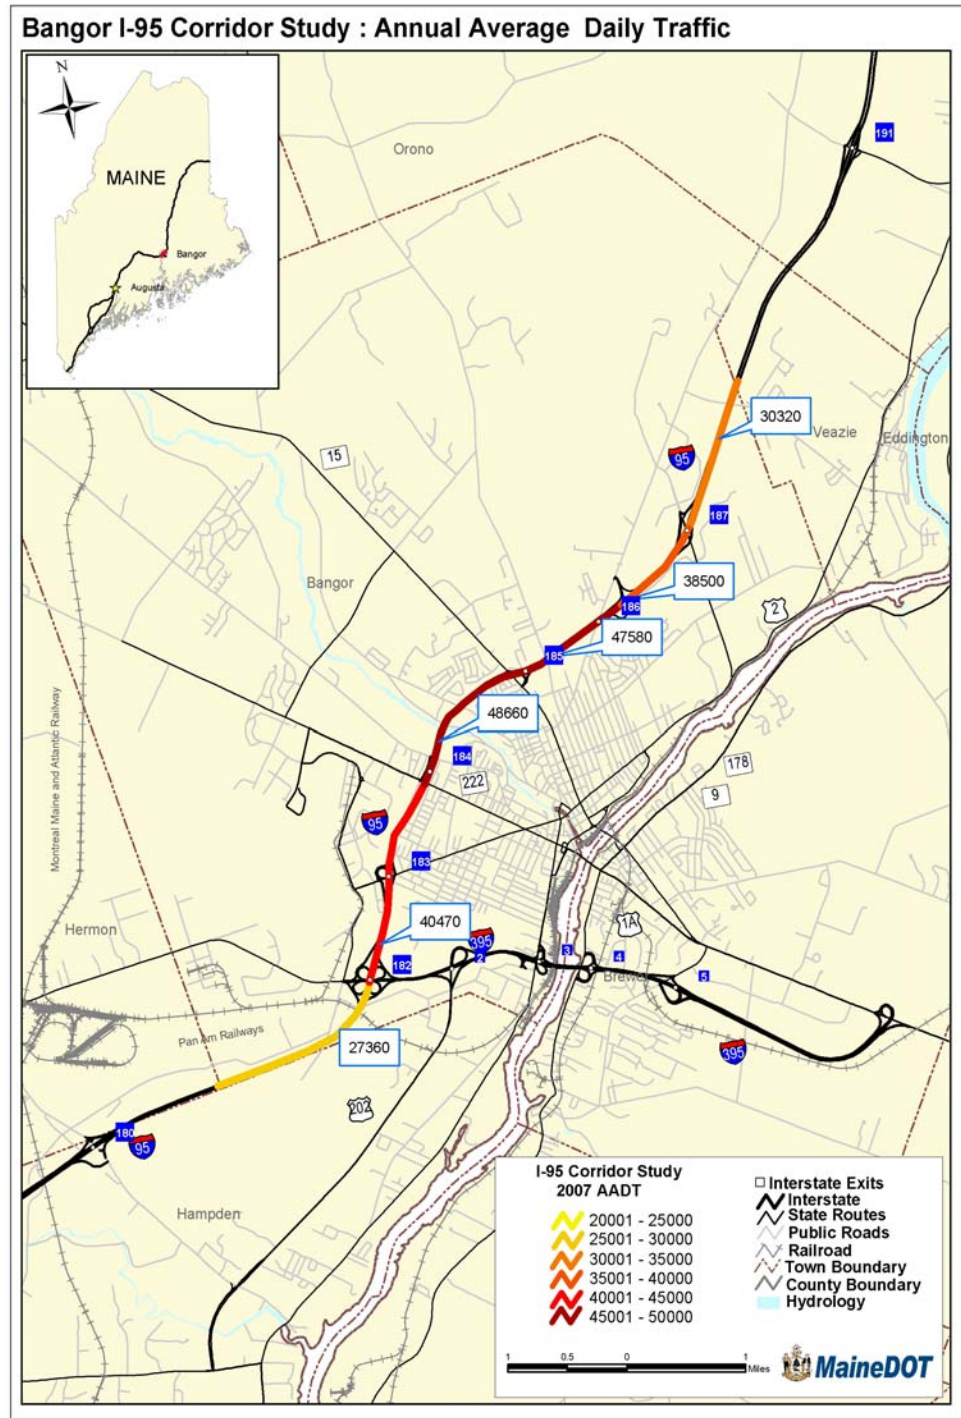 Bangor I-95 Corridor Study : Annual Average Daily Traffic
N
MAINE
Bangor
Augusta
Orono
191
30320
Veazie
Eddington
15
95
187
Bangor
38500
186
2
47580
185
48660
184
222
178
9
Montreal Maine and Atlantic Railway
95
183
40470
1A
Hermon
395
182
2
3
4
5
Brewer
Pan Am Railways
27360
395
202
180
95
Hampden
I-95 Corridor Study
2007 AADT
20001 - 25000
25001 - 30000
30001 - 35000
35001 - 40000
40001 - 45000
45001 - 50000
Interstate Exits
Interstate
State Routes
Public Roads
Railroad
Town Boundary
County Boundary
Hydrology
1 0.5 0 1
Miles
MaineDOT